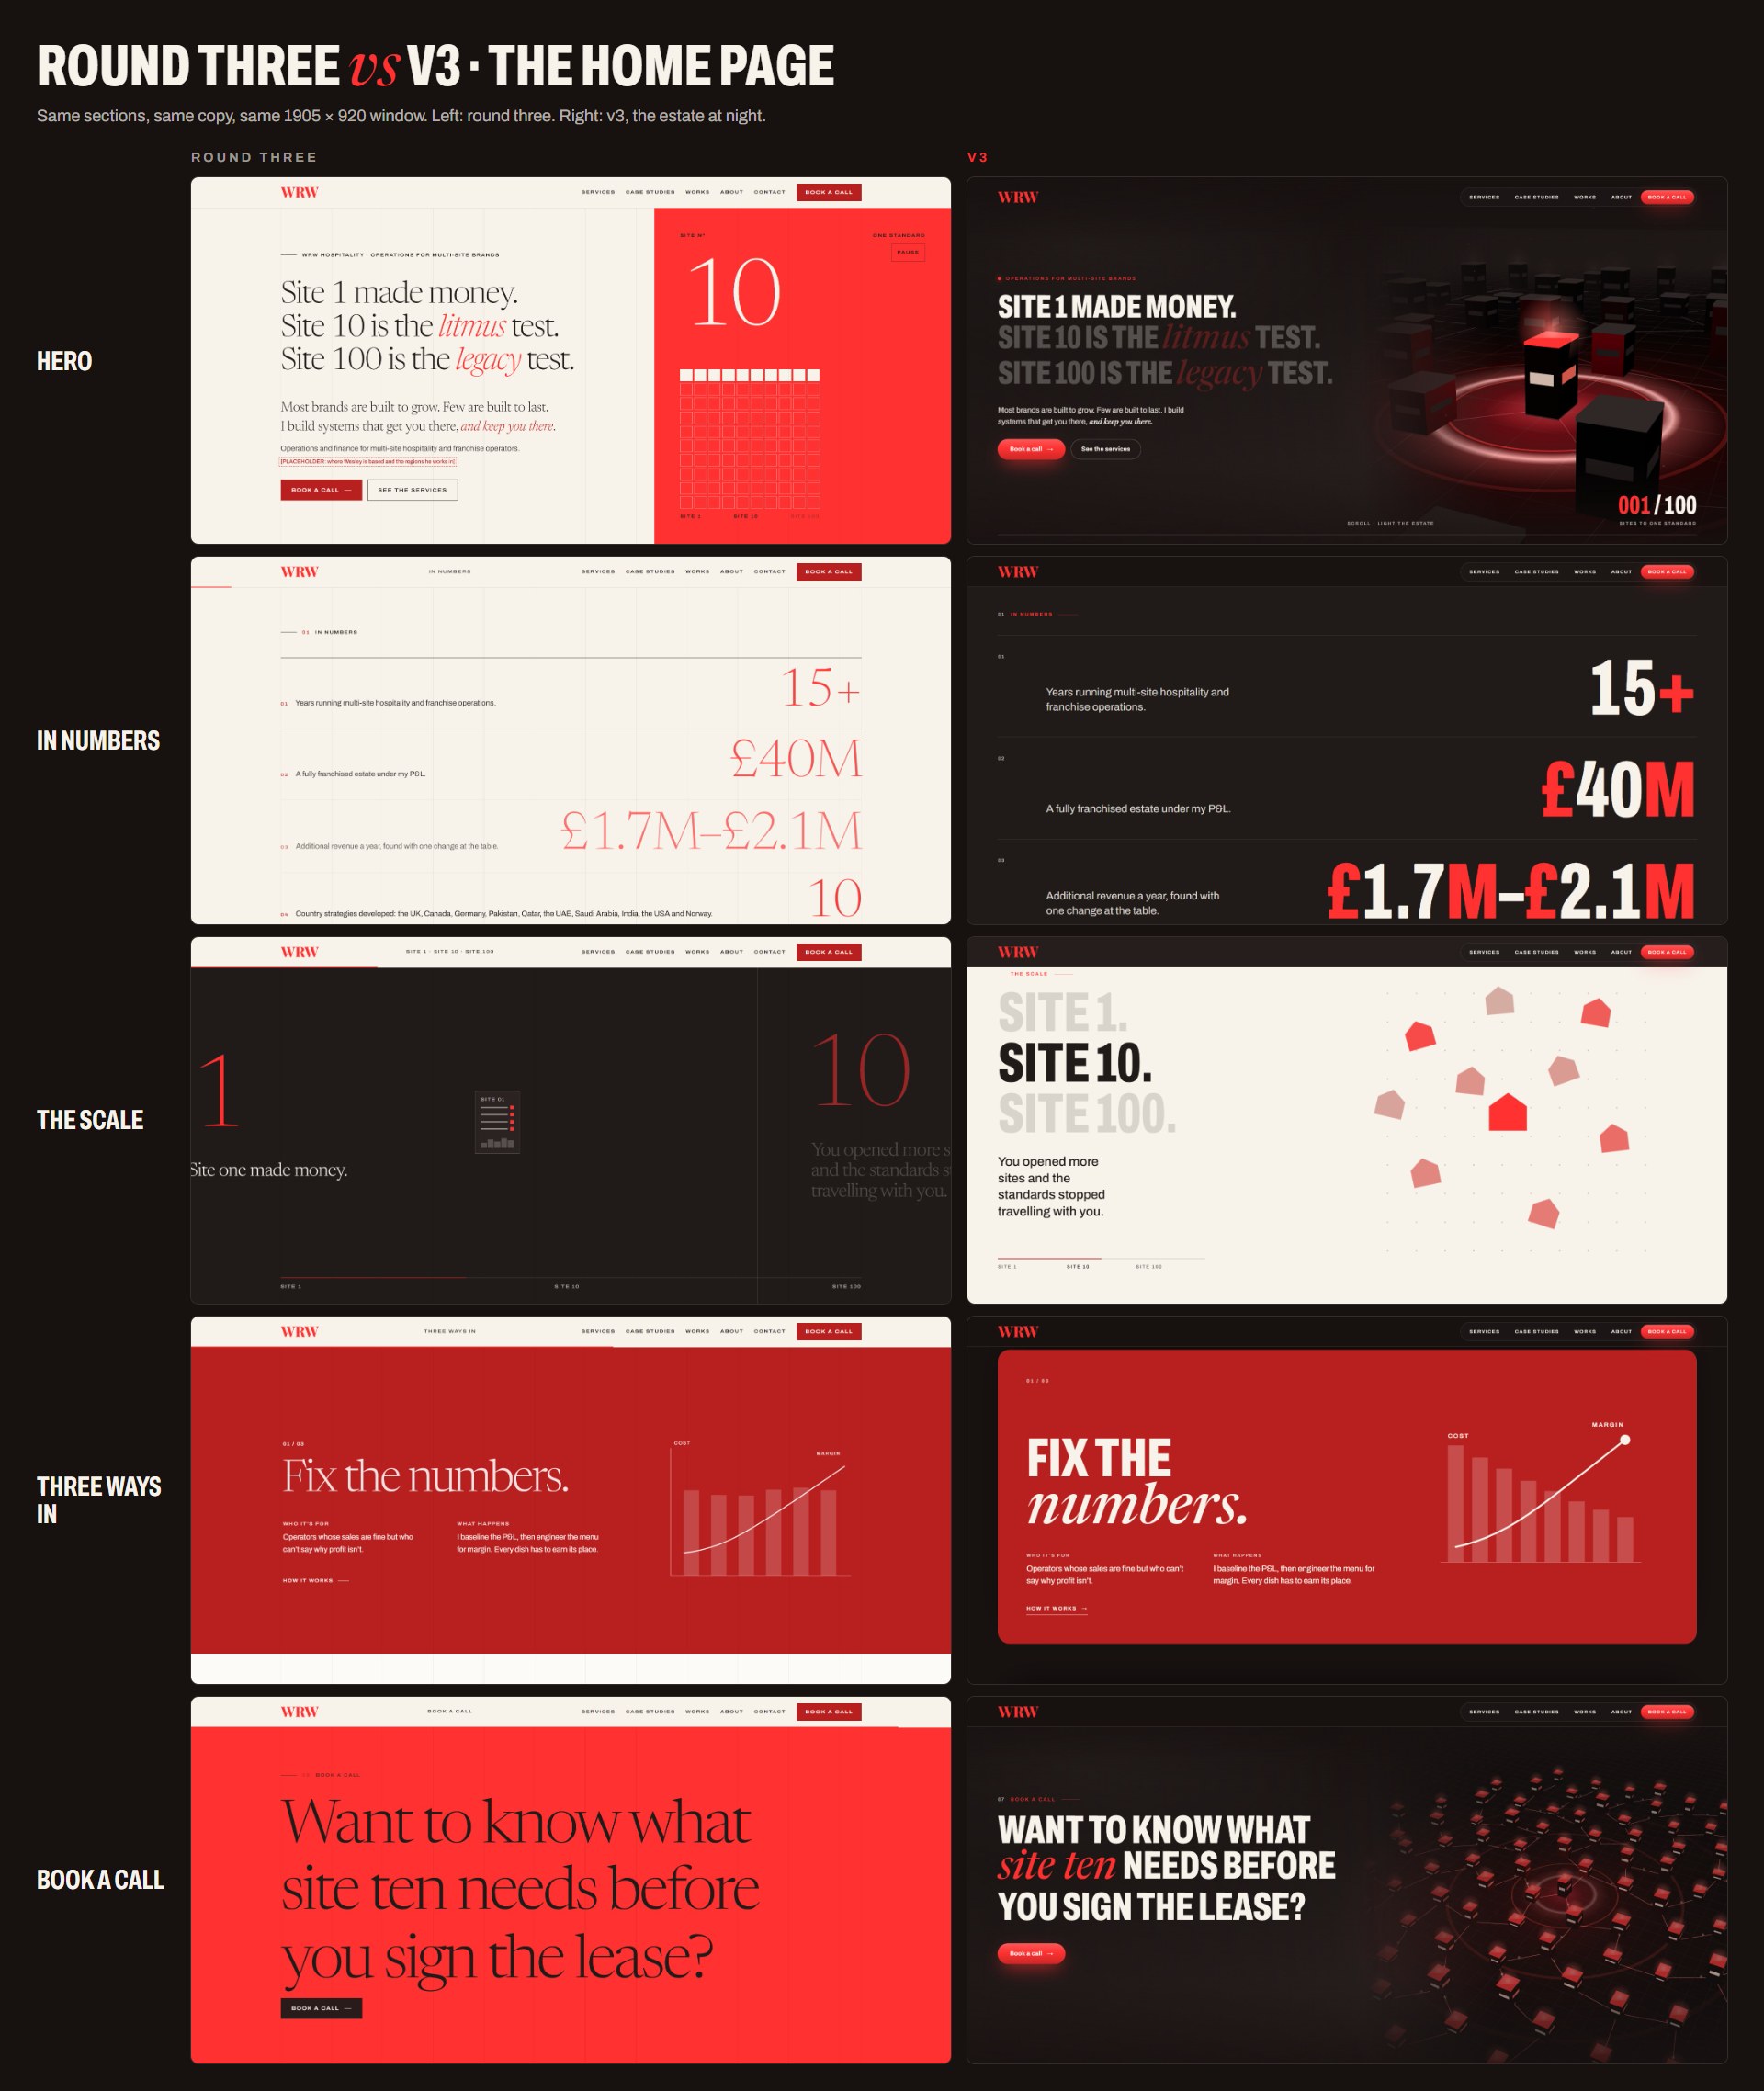 ROUND THREE vs V3 · THE HOME PAGE
Same sections, same copy, same 1905 × 920 window. Left: round three. Right: v3, the estate at night.
ROUND THREE
V3
HERO
WRW
SERVICES CASE STUDIES WORKS ABOUT CONTACT BOOK A CALL
WRW HOSPITALITY · OPERATIONS FOR MULTI-SITE BRANDS
Site 1 made money.
Site 10 is the litmus test.
Site 100 is the legacy test.
Most brands are built to grow. Few are built to last.
I build systems that get you there, and keep you there.
Operations and finance for multi-site hospitality and franchise operators.
[PLACEHOLDER: where Wesley is based and the regions he works in]
BOOK A CALL —
SEE THE SERVICES
SITE Nº
ONE STANDARD
PAUSE
10
SITE 1 SITE 10 SITE 100
WRW
SERVICES CASE STUDIES WORKS ABOUT BOOK A CALL
OPERATIONS FOR MULTI-SITE BRANDS
SITE 1 MADE MONEY.
SITE 10 IS THE litmus TEST.
SITE 100 IS THE legacy TEST.
Most brands are built to grow. Few are built to last. I build
systems that get you there, and keep you there.
Book a call →
See the services
SCROLL · LIGHT THE ESTATE
001 / 100
SITES TO ONE STANDARD
IN NUMBERS
WRW
IN NUMBERS
SERVICES CASE STUDIES WORKS ABOUT CONTACT BOOK A CALL
01 IN NUMBERS
15+
01 Years running multi-site hospitality and franchise operations.
£40M
02 A fully franchised estate under my P&L.
£1.7M–£2.1M
03 Additional revenue a year, found with one change at the table.
10
04 Country strategies developed: the UK, Canada, Germany, Pakistan, Qatar, the UAE, Saudi Arabia, India, the USA and Norway.
WRW
SERVICES CASE STUDIES WORKS ABOUT BOOK A CALL
01 IN NUMBERS
01
Years running multi-site hospitality and
franchise operations.
15+
02
A fully franchised estate under my P&L.
£40M
03
Additional revenue a year, found with
one change at the table.
£1.7M–£2.1M
THE SCALE
WRW
SITE 1 · SITE 10 · SITE 100
SERVICES CASE STUDIES WORKS ABOUT CONTACT BOOK A CALL
1
Site one made money.
SITE 01
10
You opened more s
and the standards st
travelling with you.
SITE 1 SITE 10 SITE 100
WRW
SERVICES CASE STUDIES WORKS ABOUT BOOK A CALL
THE SCALE
SITE 1.
SITE 10.
SITE 100.
You opened more
sites and the
standards stopped
travelling with you.
SITE 1 SITE 10 SITE 100
THREE WAYS
IN
WRW
THREE WAYS IN
SERVICES CASE STUDIES WORKS ABOUT CONTACT BOOK A CALL
01 / 03
Fix the numbers.
WHO IT'S FOR
Operators whose sales are fine but who
can't say why profit isn't.
WHAT HAPPENS
I baseline the P&L, then engineer the menu
for margin. Every dish has to earn its place.
HOW IT WORKS —
COST
MARGIN
WRW
SERVICES CASE STUDIES WORKS ABOUT BOOK A CALL
01 / 03
FIX THE
numbers.
WHO IT'S FOR
Operators whose sales are fine but who can't
say why profit isn't.
WHAT HAPPENS
I baseline the P&L, then engineer the menu for
margin. Every dish has to earn its place.
HOW IT WORKS →
COST
MARGIN
BOOK A CALL
WRW
BOOK A CALL
SERVICES CASE STUDIES WORKS ABOUT CONTACT BOOK A CALL
BOOK A CALL
Want to know what
site ten needs before
you sign the lease?
BOOK A CALL —
WRW
SERVICES CASE STUDIES WORKS ABOUT BOOK A CALL
07 BOOK A CALL
WANT TO KNOW WHAT
site ten NEEDS BEFORE
YOU SIGN THE LEASE?
Book a call →